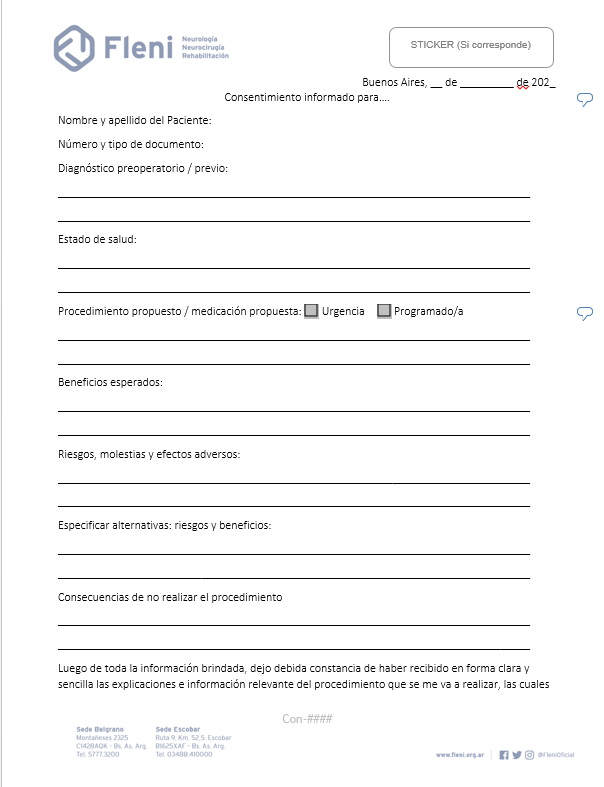 Fleni
Neurología
Neurocirugía
Rehabilitación
STICKER (Si corresponde)
Buenos Aires, __ de _________ de 202_
Consentimiento informado para....
Nombre y apellido del Paciente:
Número y tipo de documento:
Diagnóstico preoperatorio / previo:
Estado de salud:
Procedimiento propuesto / medicación propuesta: Urgencia Programado/a
Beneficios esperados:
Riesgos, molestias y efectos adversos:
Especificar alternativas: riesgos y beneficios:
Consecuencias de no realizar el procedimiento
Luego de toda la información brindada, dejo debida constancia de haber recibido en forma clara y
sencilla las explicaciones e información relevante del procedimiento que se me va a realizar, las cuales
Con-####
Sede Belgrano
Montañeses 2325
C1428AQK - Bs. As. Arg.
Tel. 5777.3200
Sede Escobar
Ruta 9, Km. 52,5. Escobar
B1625XAF - Bs. As. Arg.
Tel. 03488.410000
www.fleni.org.ar
@FleniOficial